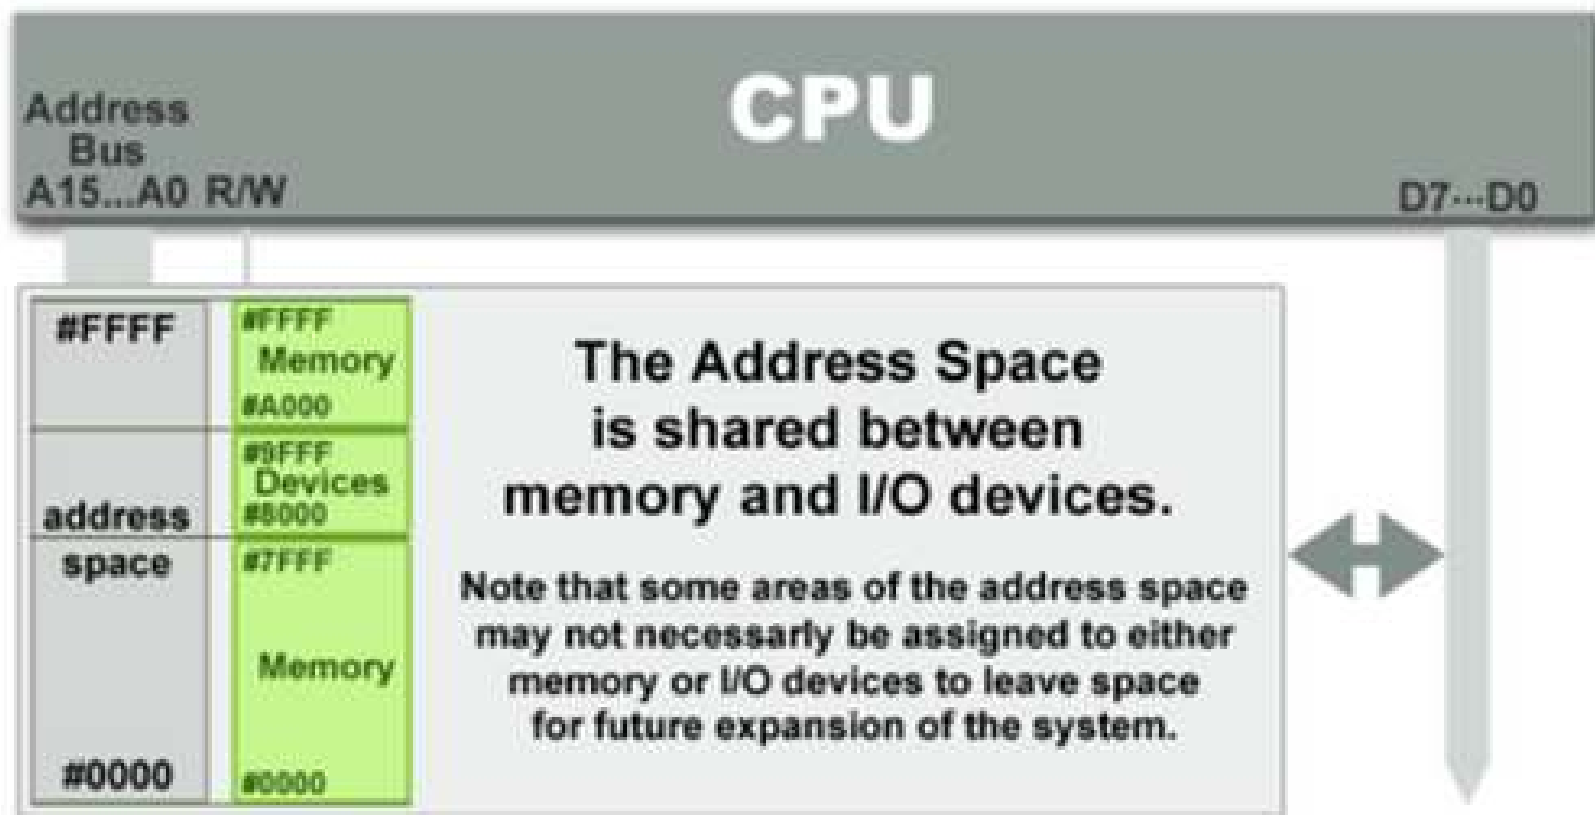 CPU
Address
Bus
A15...A0 R/W
D7...D0
#FFFF
address
space
#0000
#FFFF
Memory
#A000
#9FFF
Devices
#8000
#7FFF
Memory
#0000
The Address Space
is shared between
memory and I/O devices.
Note that some areas of the address space
may not necessarly be assigned to either
memory or I/O devices to leave space
for future expansion of the system.